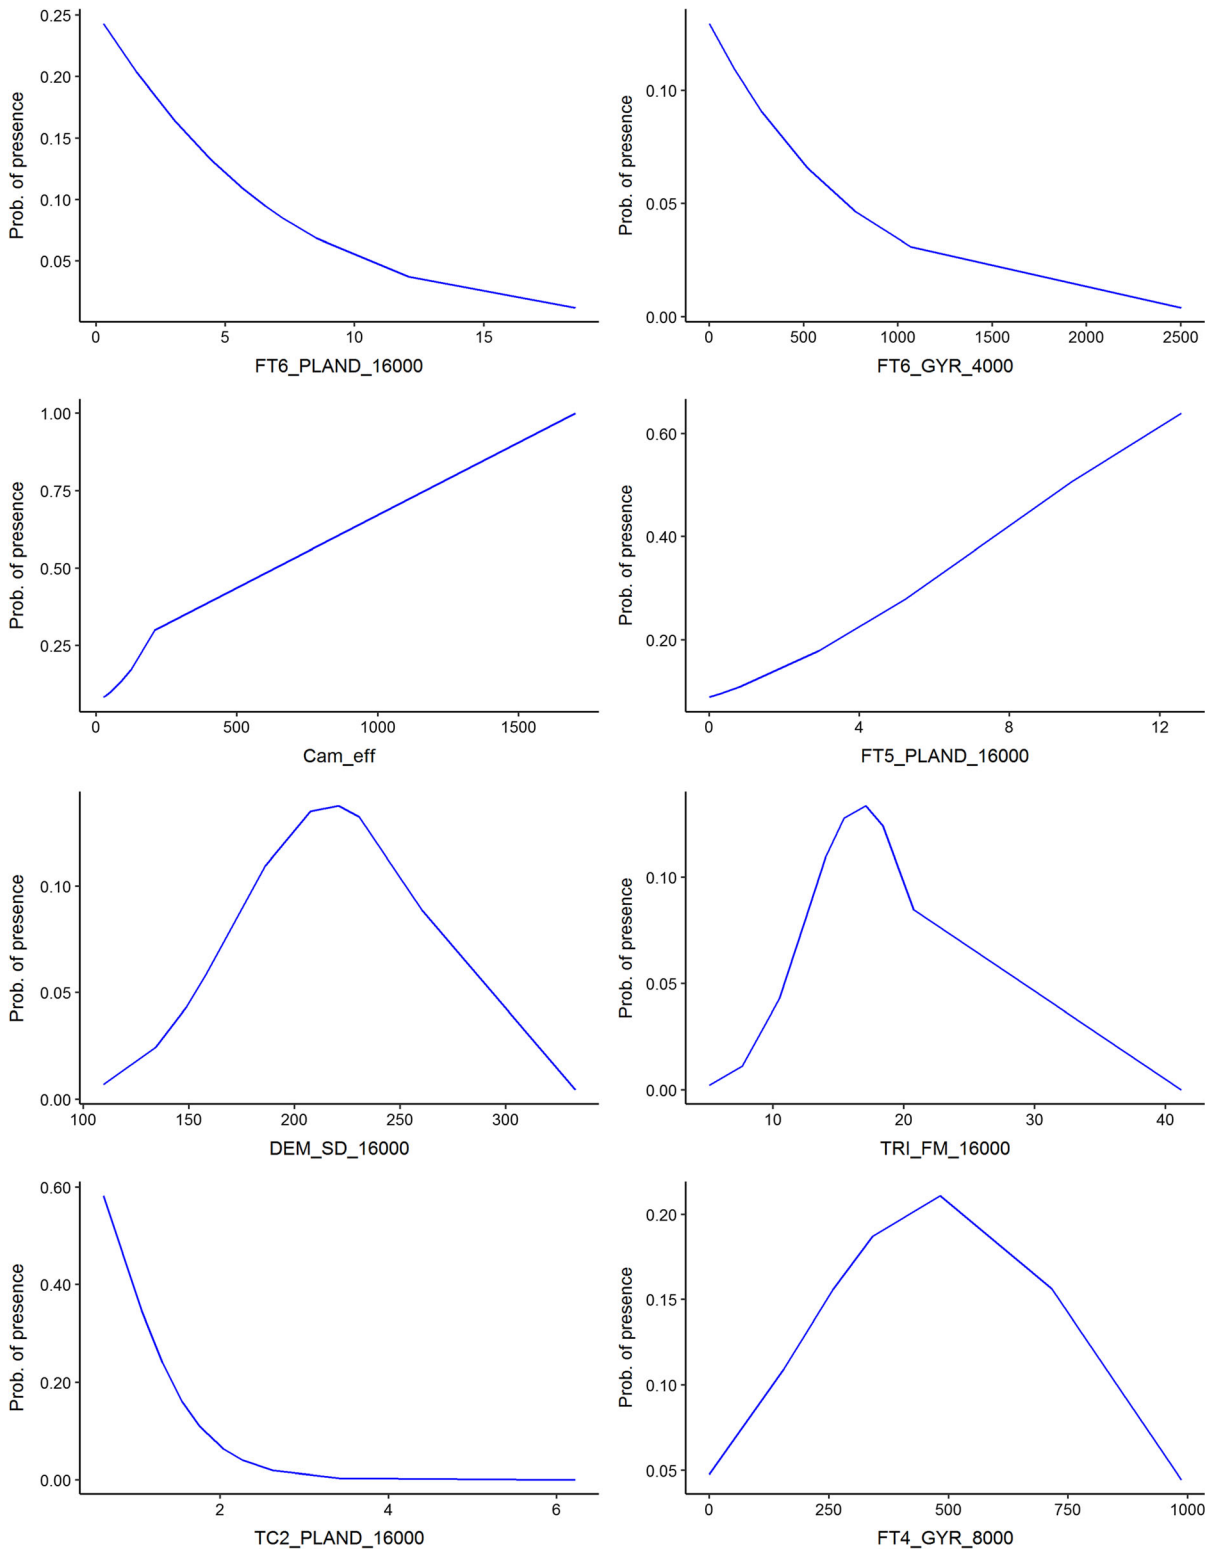 0.25
0.20
0.15
0.10
0.05
Prob. of presence
0 5 10 15
FT6_PLAND_16000
0.10
0.05
0.00
Prob. of presence
0 500 1000 1500 2000 2500
FT6_GYR_4000
1.00
0.75
0.50
0.25
Prob. of presence
0 500 1000 1500
Cam_eff
0.60
0.40
0.20
Prob. of presence
0 4 8 12
FT5_PLAND_16000
0.10
0.05
0.00
Prob. of presence
100 150 200 250 300
DEM_SD_16000
0.10
0.05
0.00
Prob. of presence
10 20 30 40
TRI_FM_16000
0.60
0.40
0.20
0.00
Prob. of presence
2 4 6
TC2_PLAND_16000
0.20
0.15
0.10
0.05
Prob. of presence
0 250 500 750 1000
FT4_GYR_8000